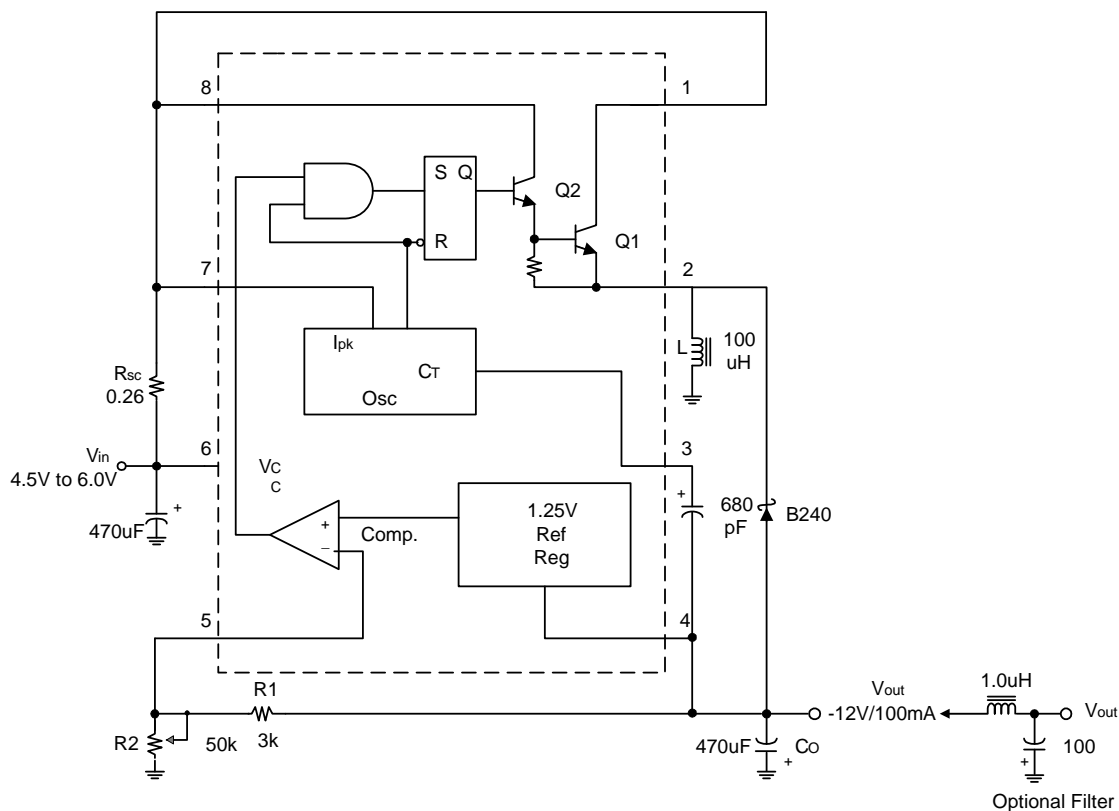 8
1
S Q
Q2
R
Q1
7
2
Ipk
CT
Osc
L
100
uH
Rsc
0.26
6
3
Vin
4.5V to 6.0V
VC
C
470uF
+
+
−
Comp.
1.25V
Ref
Reg
+
680
pF
B240
5
4
R1
3k
R2
50k
Vout
-12V/100mA
1.0uH
Vout
470uF
+
CO
100
+
Optional Filter